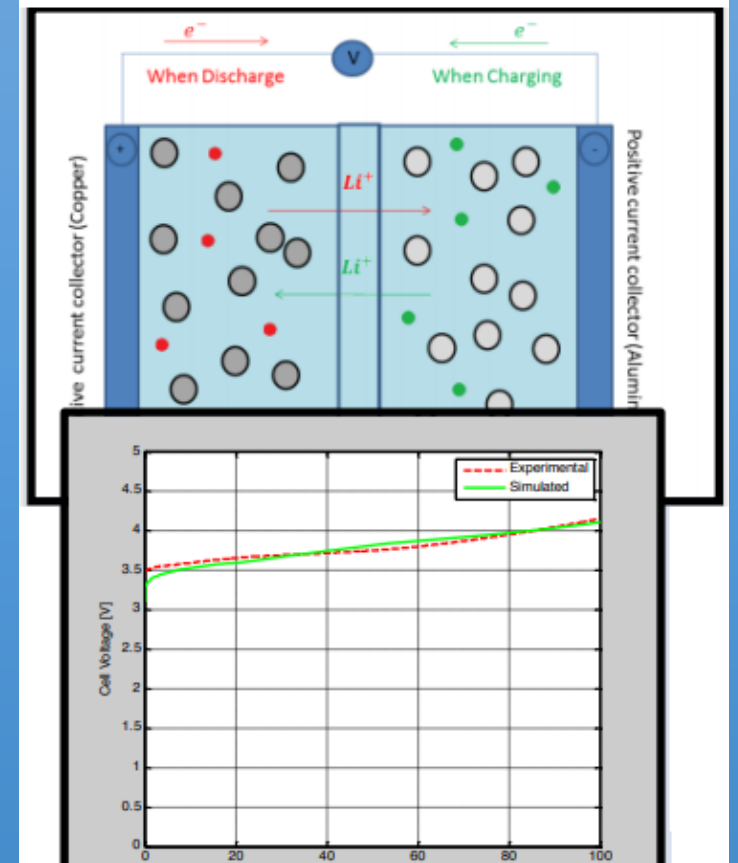 e⁻ e⁻
V
When Discharge When Charging
+ -
Li⁺
Li⁺
ive current collector (Copper)
Positive current collector (Alumin
5
4.5
4
3.5
3
2.5
2
1.5
1
0.5
0
Experimental
Simulated
Cell Voltage [V]
0 20 40 60 80 100